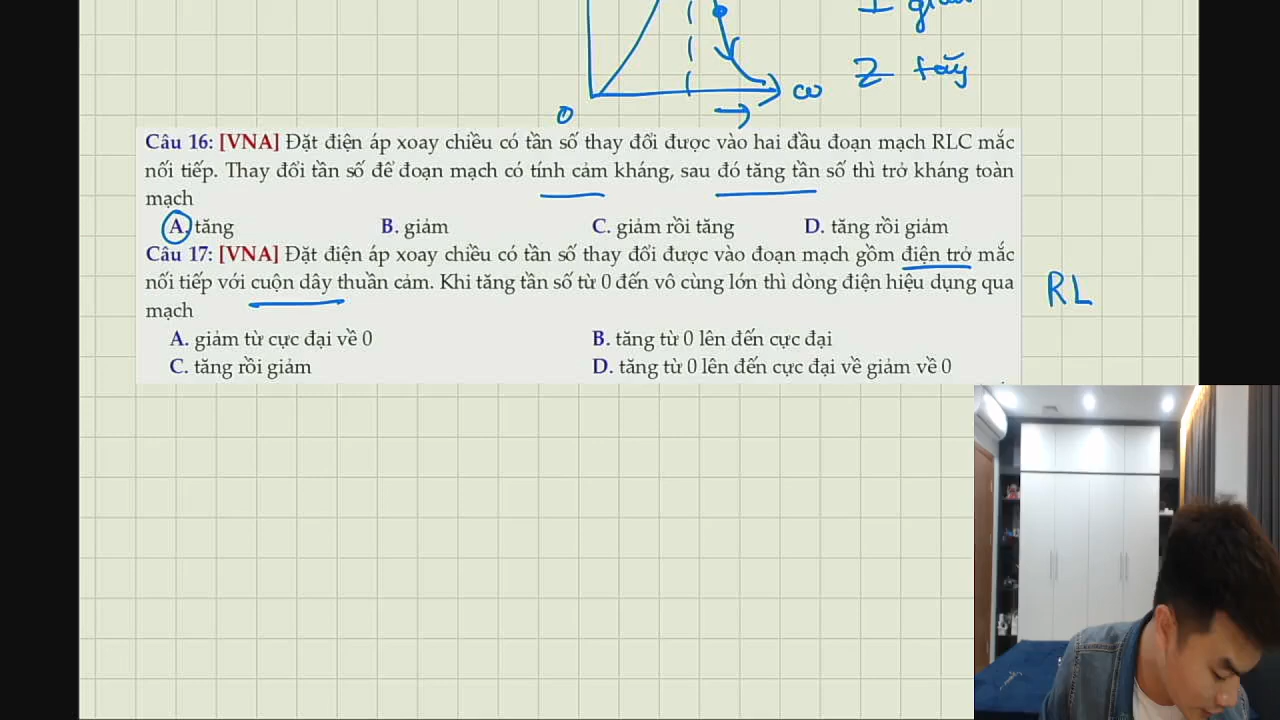 I
Z tăg
ω
0
Câu 16: [VNA] Đặt điện áp xoay chiều có tần số thay đổi được vào hai đầu đoạn mạch RLC mắc
nối tiếp. Thay đổi tần số để đoạn mạch có tính cảm kháng, sau đó tăng tần số thì trở kháng toàn
mạch
A. tăng B. giảm C. giảm rồi tăng D. tăng rồi giảm
Câu 17: [VNA] Đặt điện áp xoay chiều có tần số thay đổi được vào đoạn mạch gồm điện trở mắc
nối tiếp với cuộn dây thuần cảm. Khi tăng tần số từ 0 đến vô cùng lớn thì dòng điện hiệu dụng qua
mạch
RL
A. giảm từ cực đại về 0 B. tăng từ 0 lên đến cực đại
C. tăng rồi giảm D. tăng từ 0 lên đến cực đại về giảm về 0